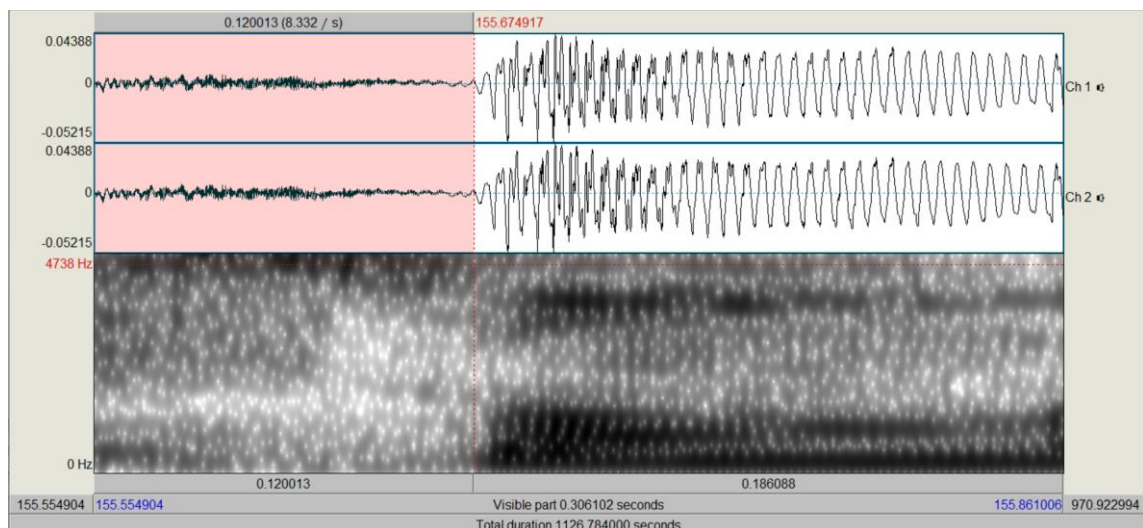 0.120013 (8.332 / s) 155.674917
0.04388
0
-0.05215
Ch 1
0.04388
0
-0.05215
Ch 2
4738 Hz
0 Hz
0.120013 0.186088
155.554904 155.554904 Visible part 0.306102 seconds 155.861006 970.922994
Total duration 1126.784000 seconds